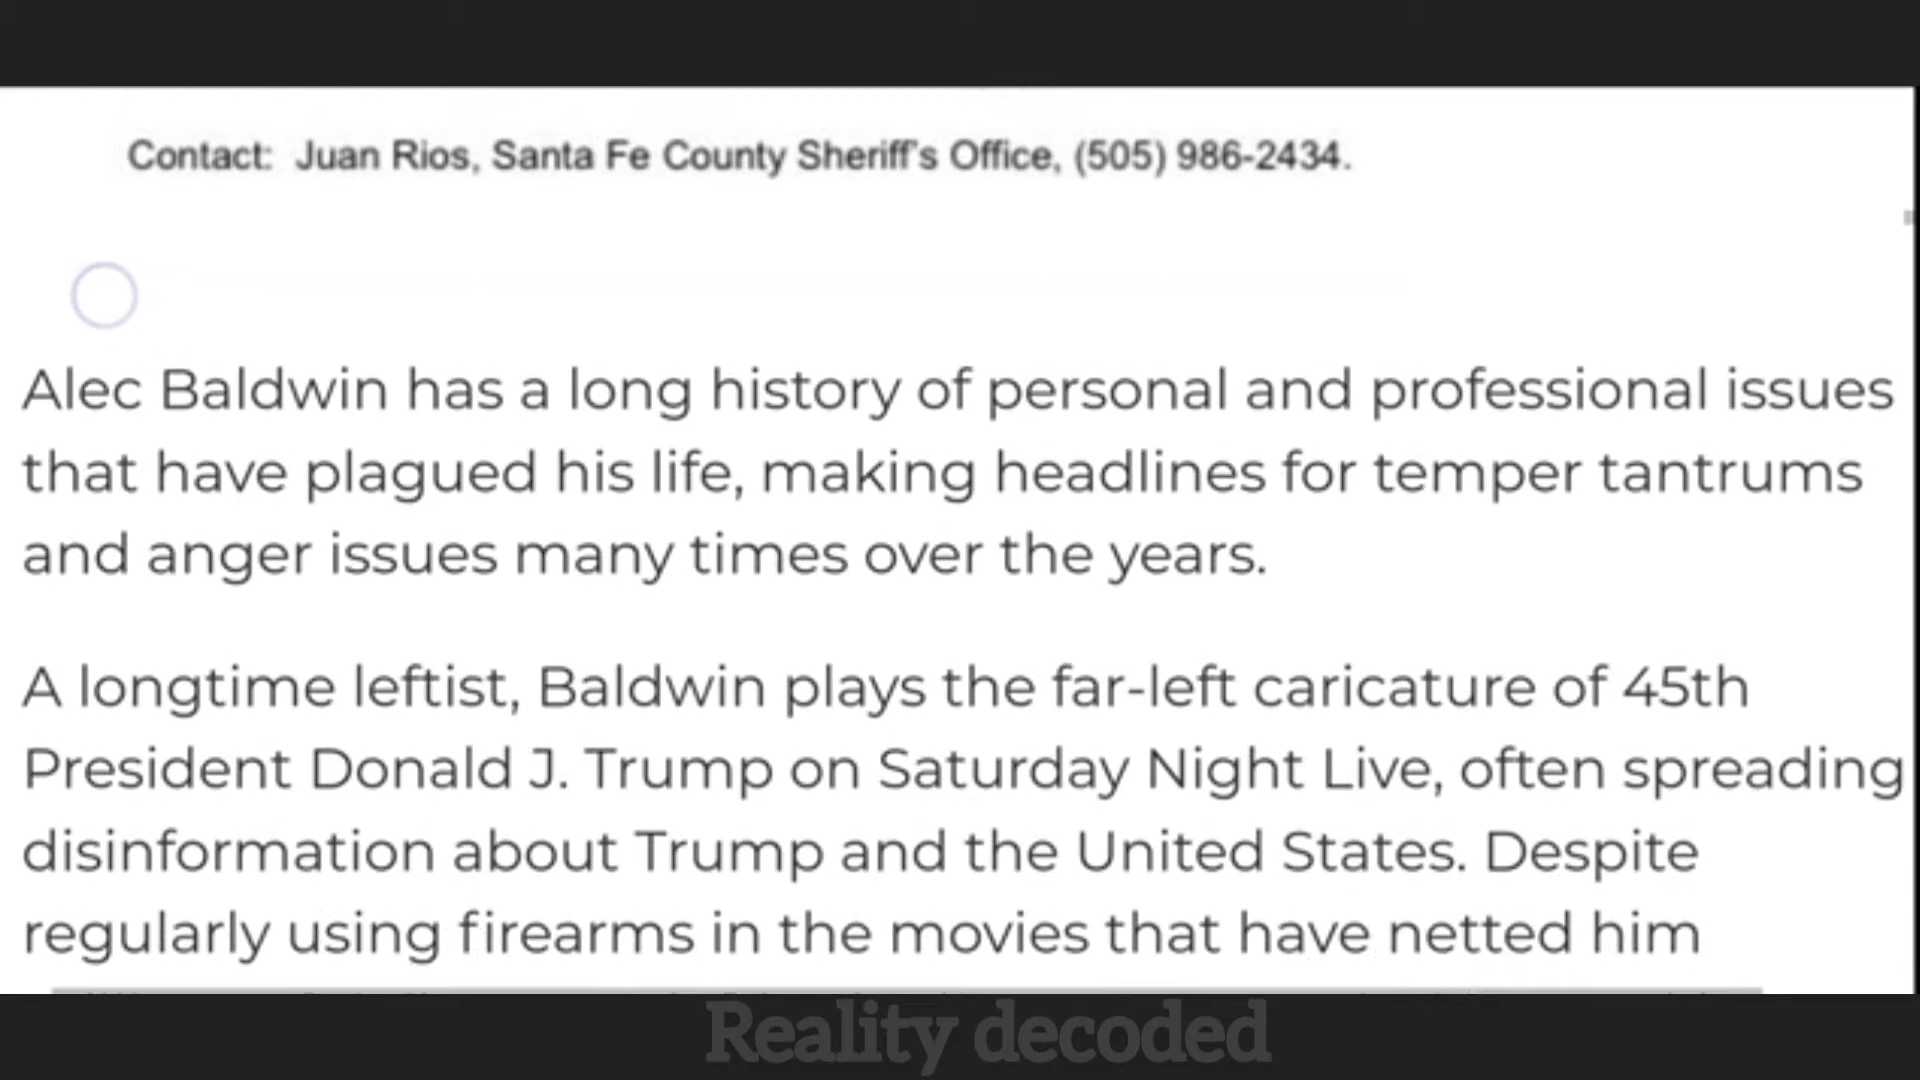 Contact: Juan Rios, Santa Fe County Sheriff's Office, (505) 986-2434.
Alec Baldwin has a long history of personal and professional issues
that have plagued his life, making headlines for temper tantrums
and anger issues many times over the years.
A longtime leftist, Baldwin plays the far-left caricature of 45th
President Donald J. Trump on Saturday Night Live, often spreading
disinformation about Trump and the United States. Despite
regularly using firearms in the movies that have netted him
Reality decoded